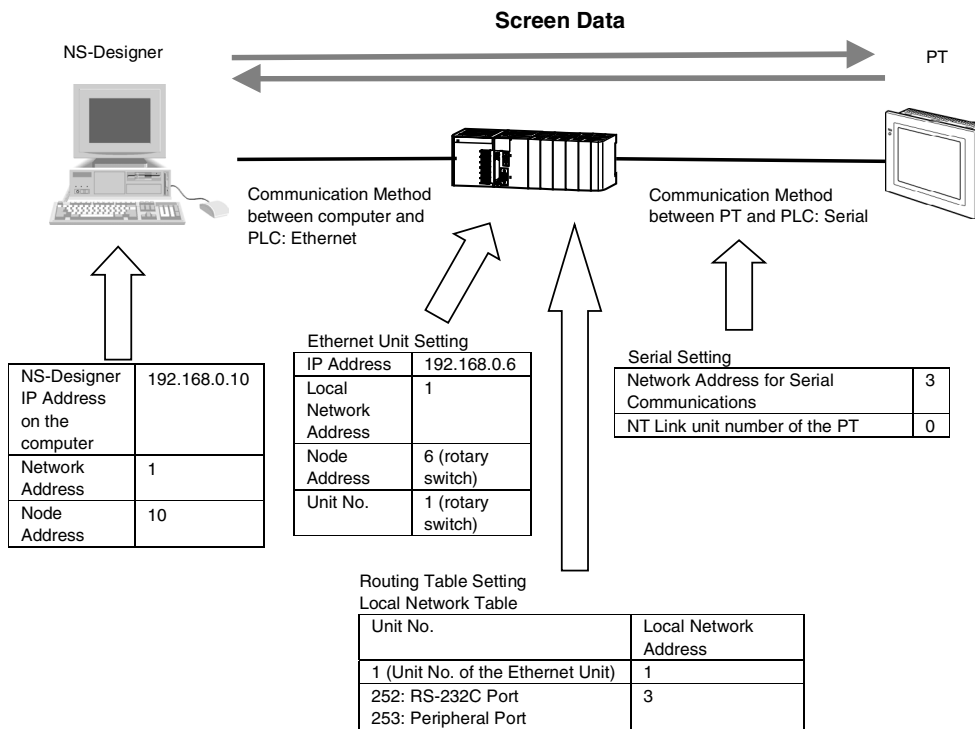 Screen Data
NS-Designer
PT
Communication Method
between computer and
PLC: Ethernet
Communication Method
between PT and PLC: Serial
NS-Designer
IP Address
on the
computer
192.168.0.10
Network
Address
1
Node
Address
10
Ethernet Unit Setting
IP Address
192.168.0.6
Local
Network
Address
1
Node
Address
6 (rotary
switch)
Unit No.
1 (rotary
switch)
Serial Setting
Network Address for Serial
Communications
3
NT Link unit number of the PT
0
Routing Table Setting
Local Network Table
Unit No.
Local Network
Address
1 (Unit No. of the Ethernet Unit)
1
252: RS-232C Port
253: Peripheral Port
3